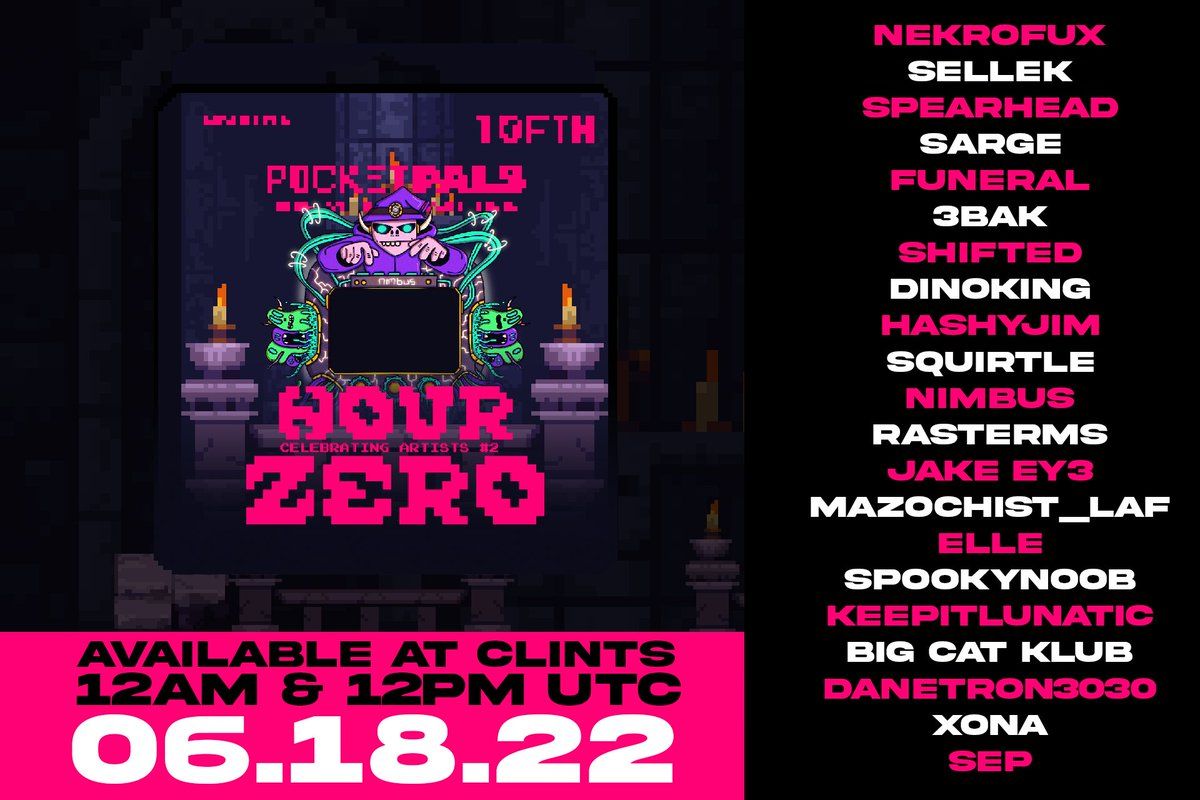 10FTH
POCKETPALS
nimbus
HOUR
CELEBRATING ARTISTS #2
ZERO
AVAILABLE AT CLINTS
12AM & 12PM UTC
06.18.22
NEKROFUX
SELLEK
SPEARHEAD
SARGE
FUNERAL
3BAK
SHIFTED
DINOKING
HASHYJIM
SQUIRTLE
NIMBUS
RASTERMS
JAKE EY3
MAZOCHIST_LAF
ELLE
SPOOKYNOOB
KEEPITLUNATIC
BIG CAT KLUB
DANETRON3030
XONA
SEP